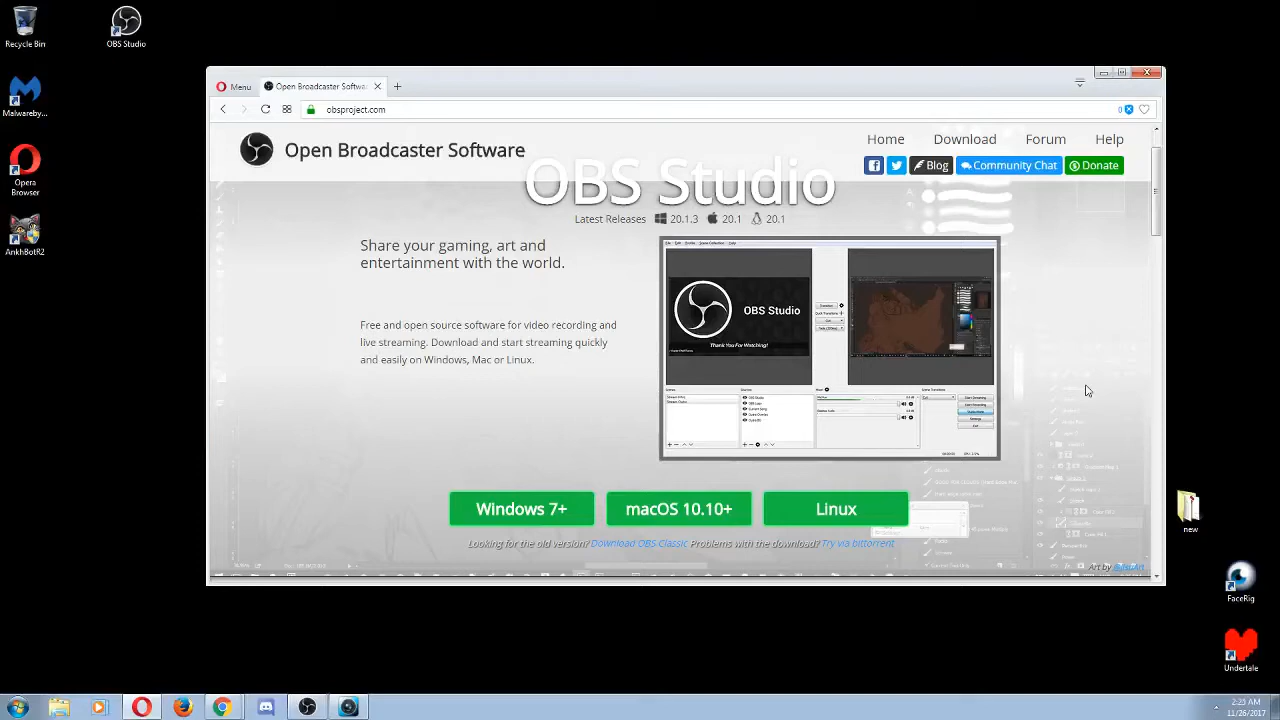 Recycle Bin
OBS Studio
Malwareby...
Opera
Browser
AnkhBotR2
Menu
Open Broadcaster Softwa
obsproject.com
0
Open Broadcaster Software
Home
Download
Forum
Help
Blog
Community Chat
Donate
OBS Studio
Latest Releases 20.1.3 20.1 20.1
Share your gaming, art and
entertainment with the world.
Free and open source software for video recording and
live streaming. Download and start streaming quickly
and easily on Windows, Mac or Linux.
OBS Studio
Thank You For Watching!
Windows 7+
macOS 10.10+
Linux
Looking for the old version? Download OBS Classic Problems with the download? Try via bittorrent
Art by
new
FaceRig
Undertale
2:23 AM
11/26/2017